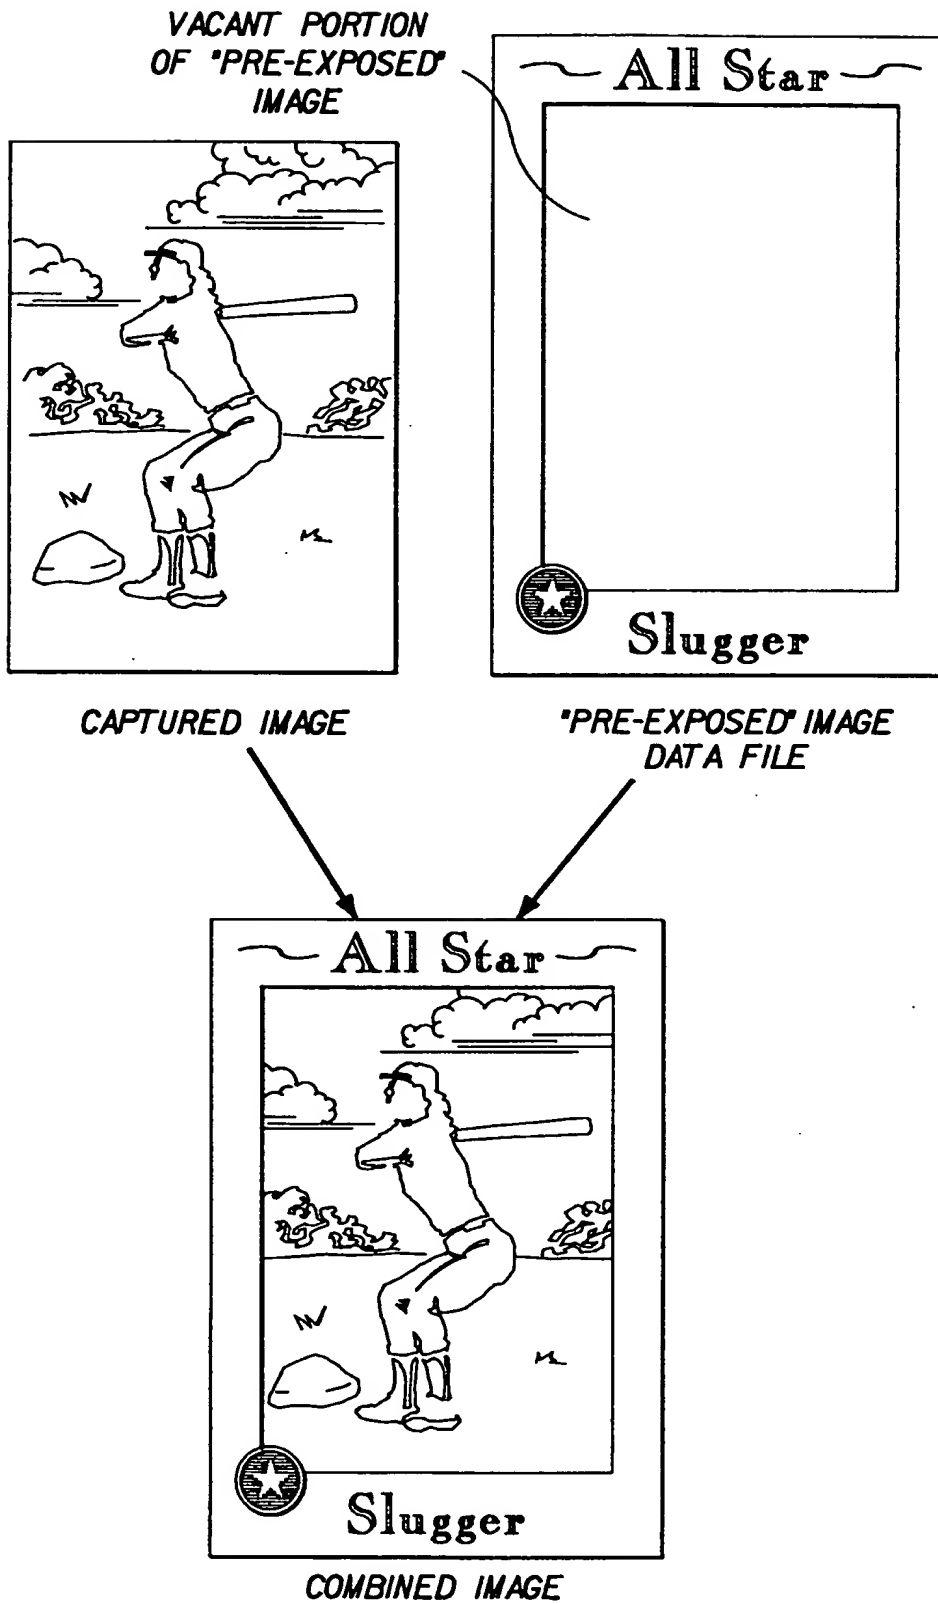 VACANT PORTION
OF "PRE-EXPOSED"
IMAGE
All Star
Slugger
CAPTURED IMAGE
"PRE-EXPOSED" IMAGE
DATA FILE
All Star
Slugger
COMBINED IMAGE